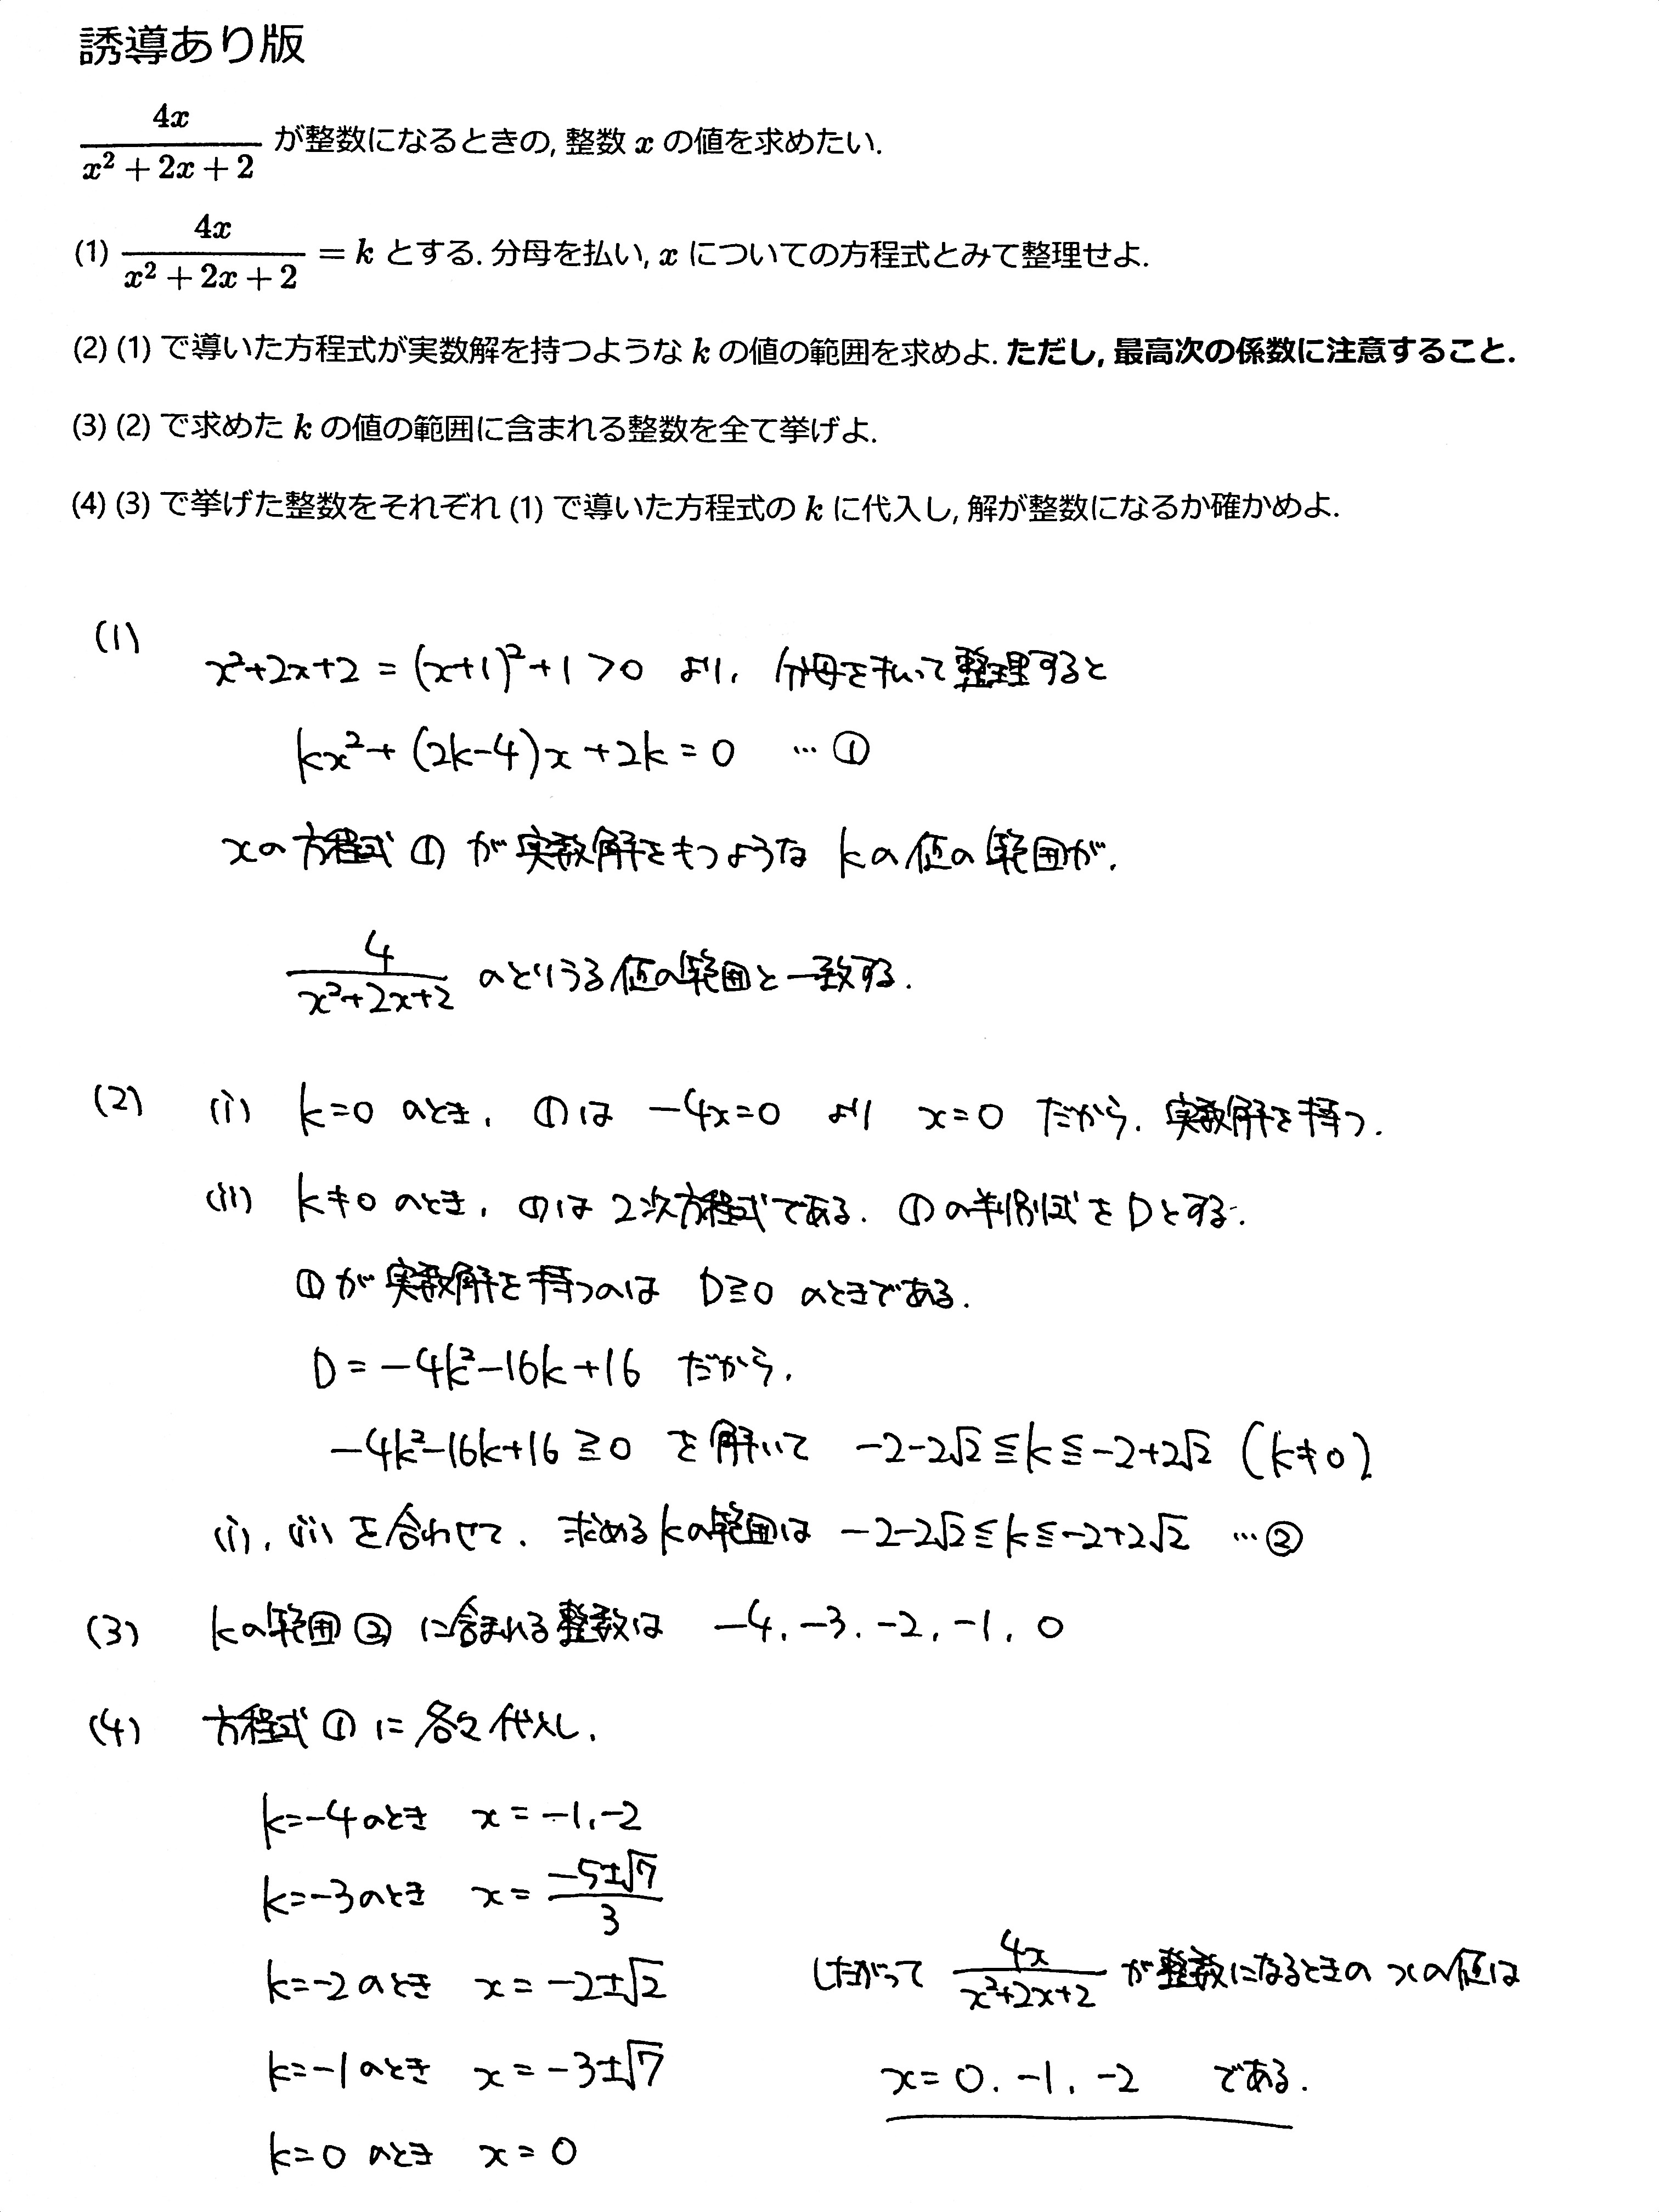 誘導あり版
$\frac{4x}{x^2+2x+2}$ が整数になるときの, 整数 $x$ の値を求めたい.
(1) $\frac{4x}{x^2+2x+2} = k$ とする. 分母を払い, $x$ についての方程式とみて整理せよ.
(2) (1) で導いた方程式が実数解を持つような $k$ の値の範囲を求めよ. ただし, 最高次の係数に注意すること.
(3) (2) で求めた $k$ の値の範囲に含まれる整数を全て挙げよ.
(4) (3) で挙げた整数をそれぞれ (1) で導いた方程式の $k$ に代入し, 解が整数になるか確かめよ.
(1)
$x^2+2x+2 = (x+1)^2+1 > 0$ より, 分母を払って整理すると
$kx^2+(2k-4)x+2k=0$ … ①
$x$の方程式①が実数解をもつような $k$の値の範囲が,
$\frac{4}{x^2+2x+2}$ のとりうる値の範囲と一致する.
(2) (i) $k=0$ のとき, ①は $-4x=0$ より $x=0$ だから, 実数解を持つ.
(ii) $k≠0$ のとき, ①は2次方程式である. ①の判別式をDとする.
①が実数解を持つのは $D≧0$ のときである.
$D=-4k^2-16k+16$ だから,
$-4k^2-16k+16≧0$ を解いて $-2-2\sqrt{2}≦k≦-2+2\sqrt{2}$ $(k≠0)$
(i), (ii) を合わせて, 求める$k$の範囲は $-2-2\sqrt{2}≦k≦-2+2\sqrt{2}$ … ②
(3) $k$の範囲②に含まれる整数は $-4, -3, -2, -1, 0$
(4) 方程式①に各々代入し,
$k=-4$のとき $x=-1, -2$
$k=-3$のとき $x=\frac{-5±\sqrt{7}}{3}$
$k=-2$のとき $x=-2±\sqrt{2}$
$k=-1$のとき $x=-3±\sqrt{7}$
$k=0$のとき $x=0$
したがって $\frac{4x}{x^2+2x+2}$ が整数になるときの $x$の値は
$x=0, -1, -2$ である.